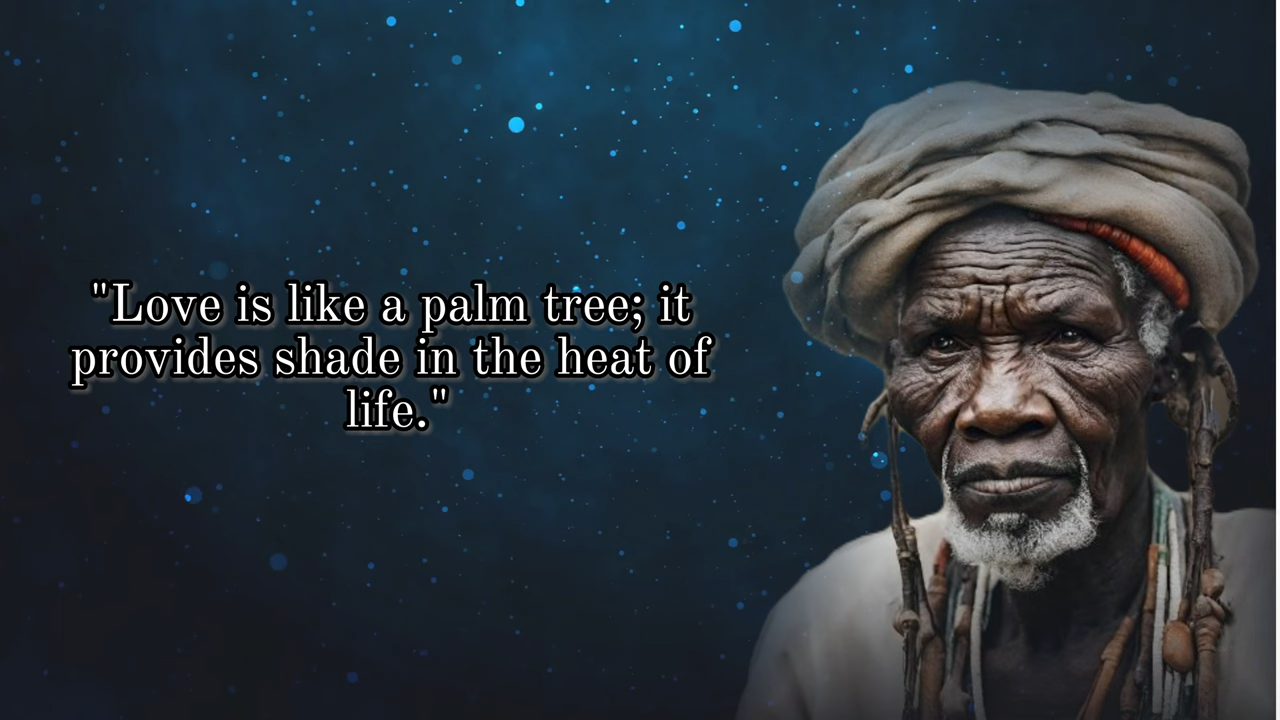 "Love is like a palm tree; it
provides shade in the heat of
life."